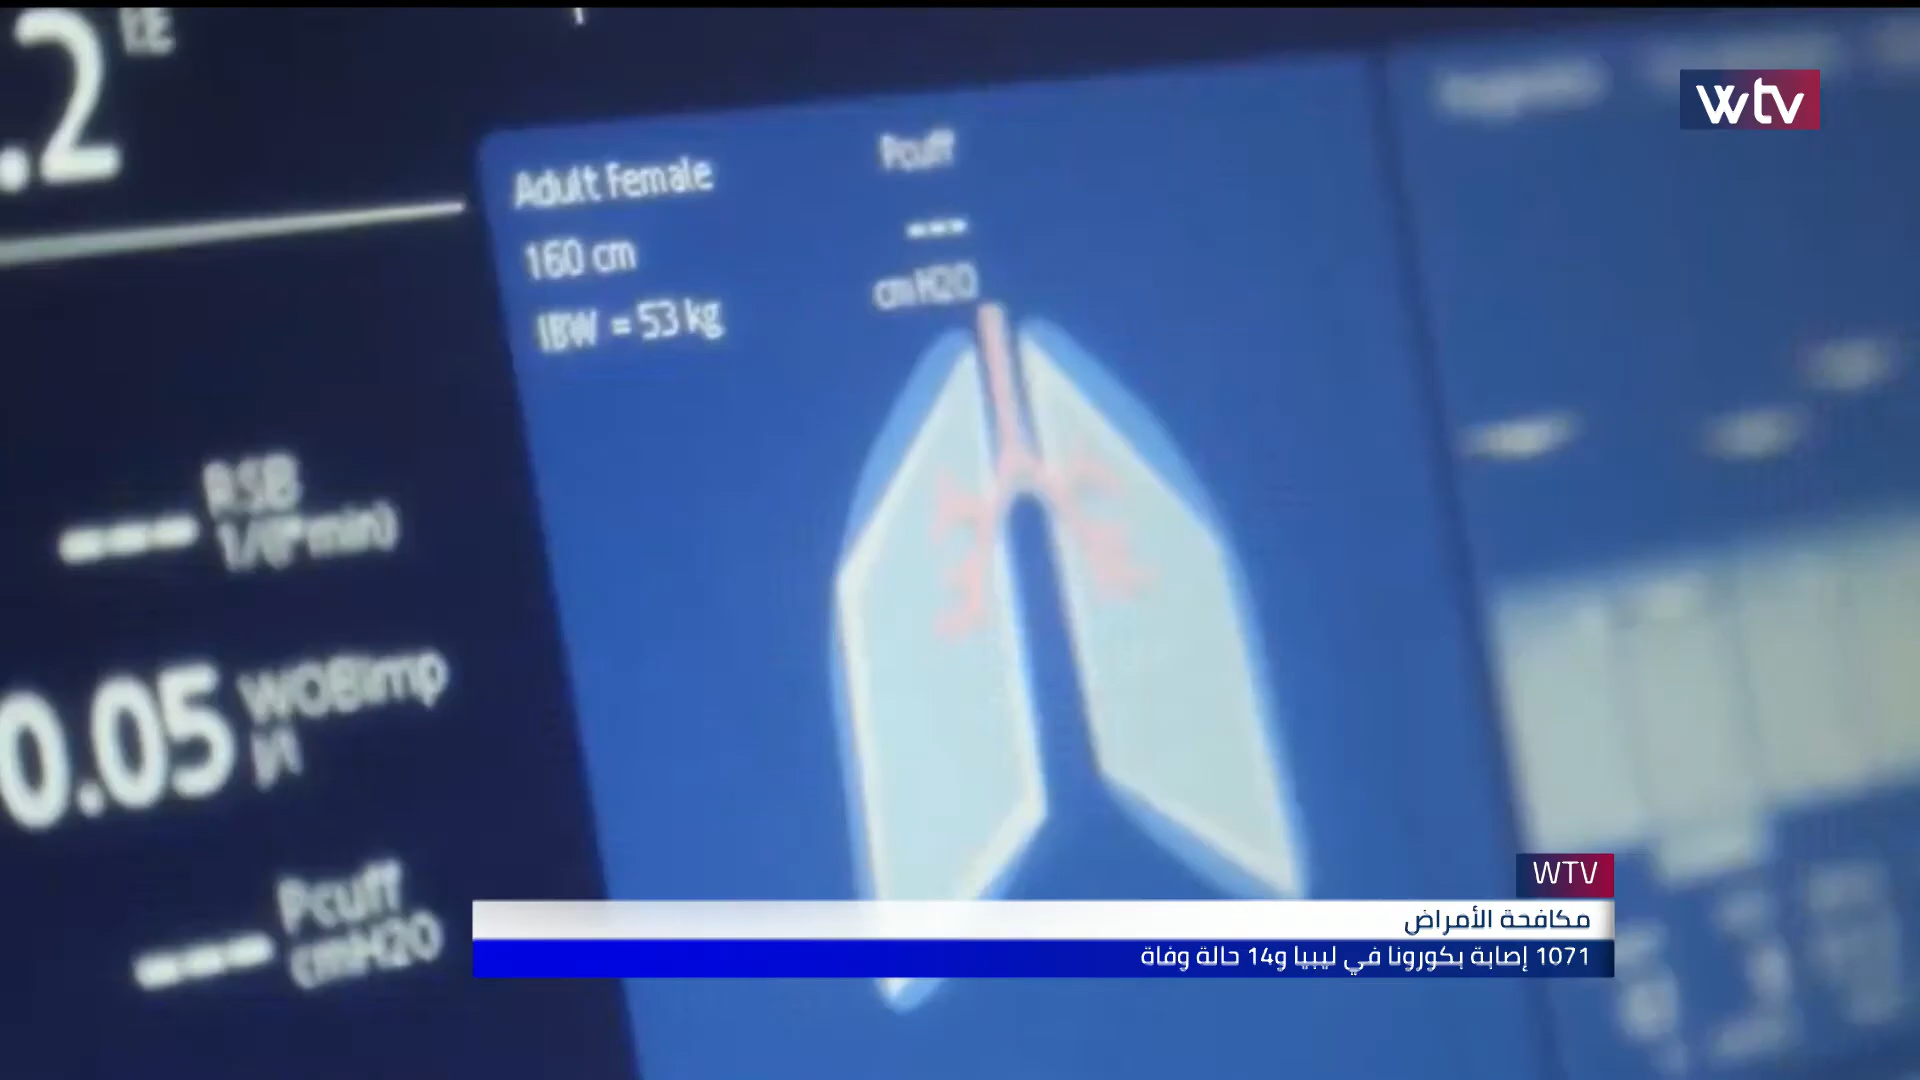 .2
I:E
wtv
Adult Female
160 cm
IBW = 53 kg
Pcuff
---
cmH2O
---
RSB
1/(l*min)
0.05
WOBimp
J/l
---
Pcuff
cmH2O
WTV
مكافحة الأمراض
1071 إصابة بكورونا في ليبيا و14 حالة وفاة